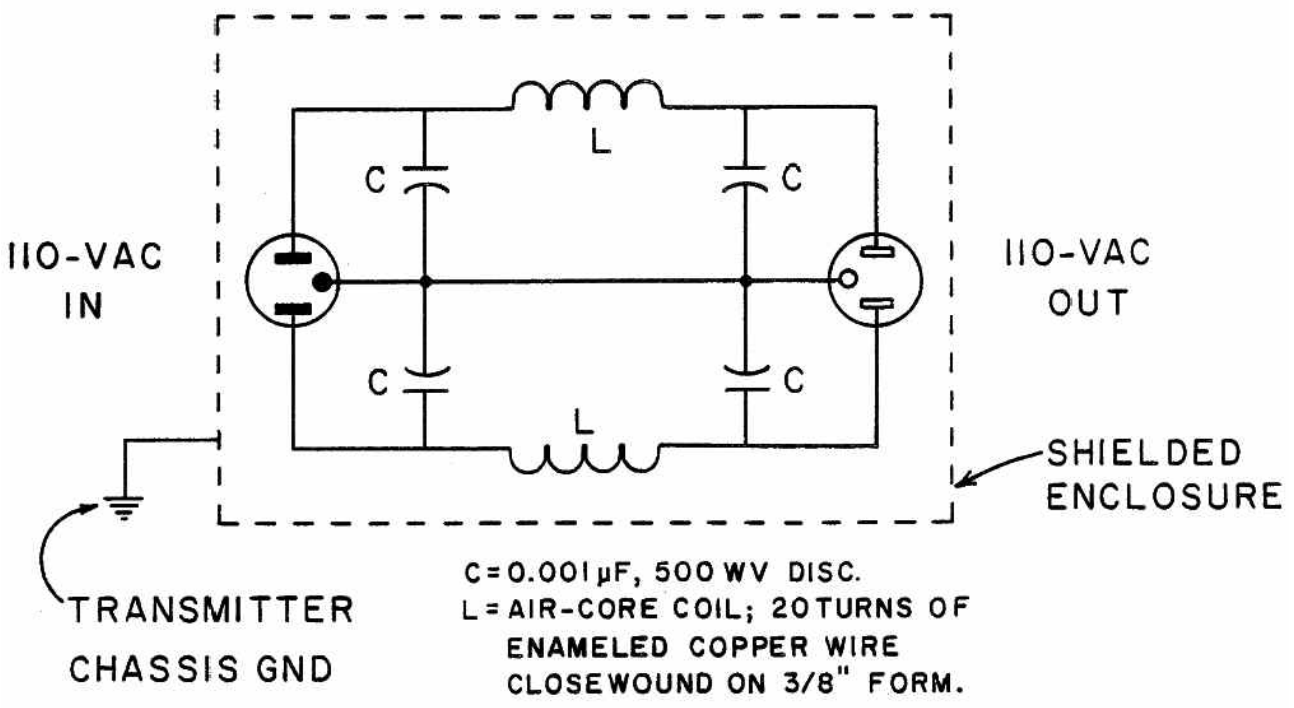 L
C
C
110-VAC
IN
110-VAC
OUT
C
C
L
SHIELDED
ENCLOSURE
TRANSMITTER
CHASSIS GND
C=0.001µF, 500 WV DISC.
L=AIR-CORE COIL; 20 TURNS OF
ENAMELED COPPER WIRE
CLOSEWOUND ON 3/8" FORM.